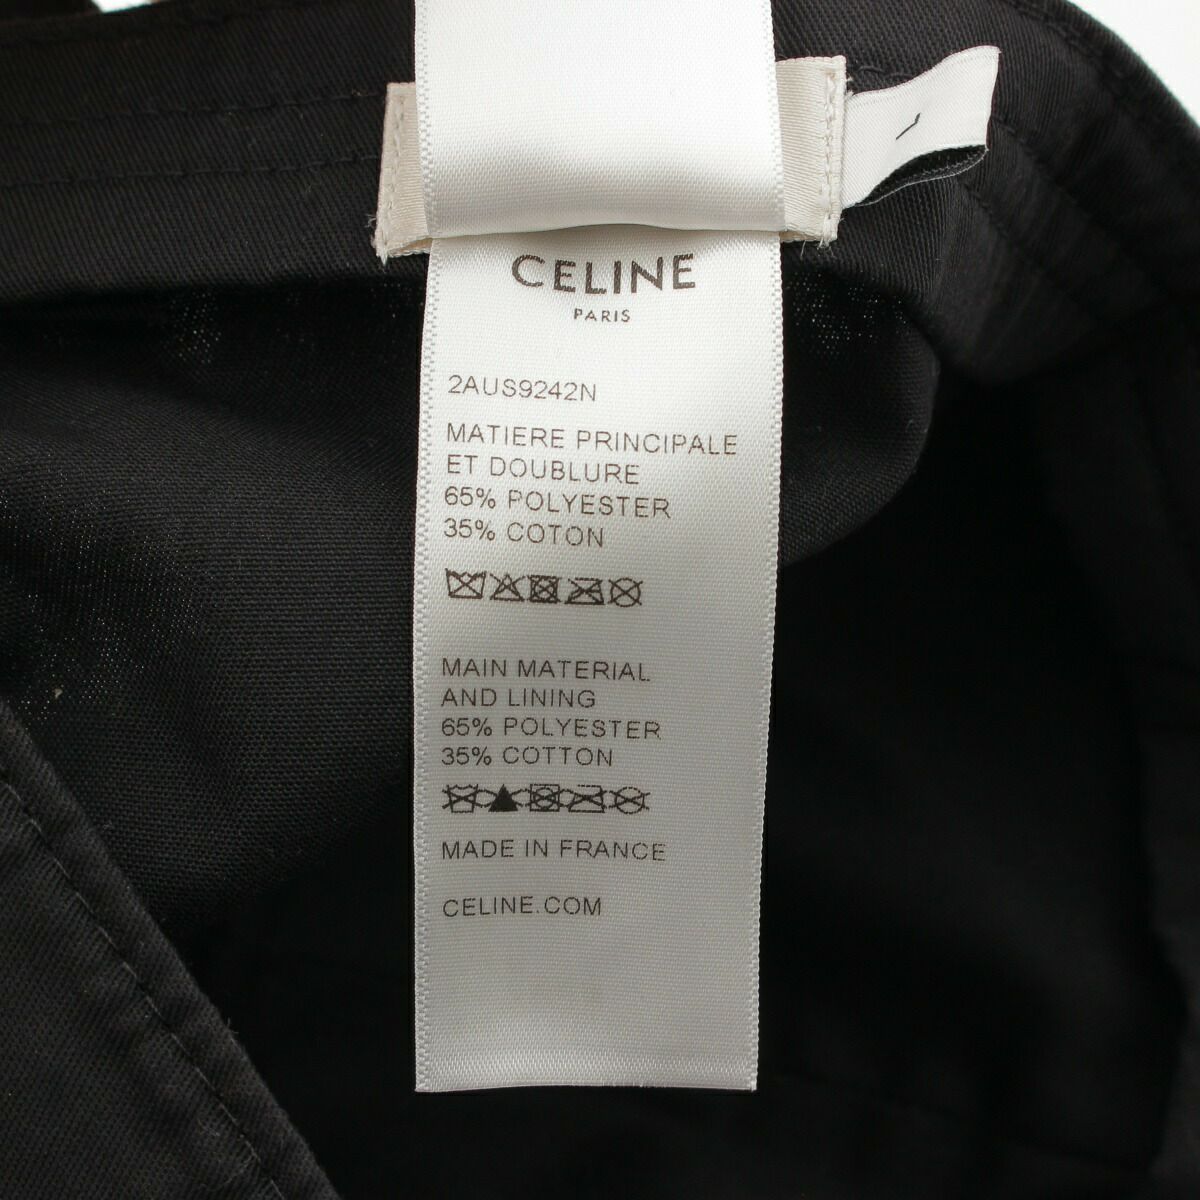 CELINE
PARIS
2AUS9242N
MATIERE PRINCIPALE
ET DOUBLURE
65% POLYESTER
35% COTON
MAIN MATERIAL
AND LINING
65% POLYESTER
35% COTTON
MADE IN FRANCE
CELINE.COM